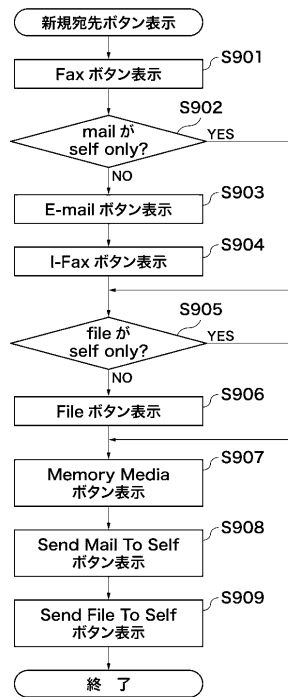 新規宛先ボタン表示
S901
Fax ボタン表示
S902
mail が
self only?
YES
NO
S903
E-mail ボタン表示
S904
I-Fax ボタン表示
S905
file が
self only?
YES
NO
S906
File ボタン表示
S907
Memory Media
ボタン表示
S908
Send Mail To Self
ボタン表示
S909
Send File To Self
ボタン表示
終 了